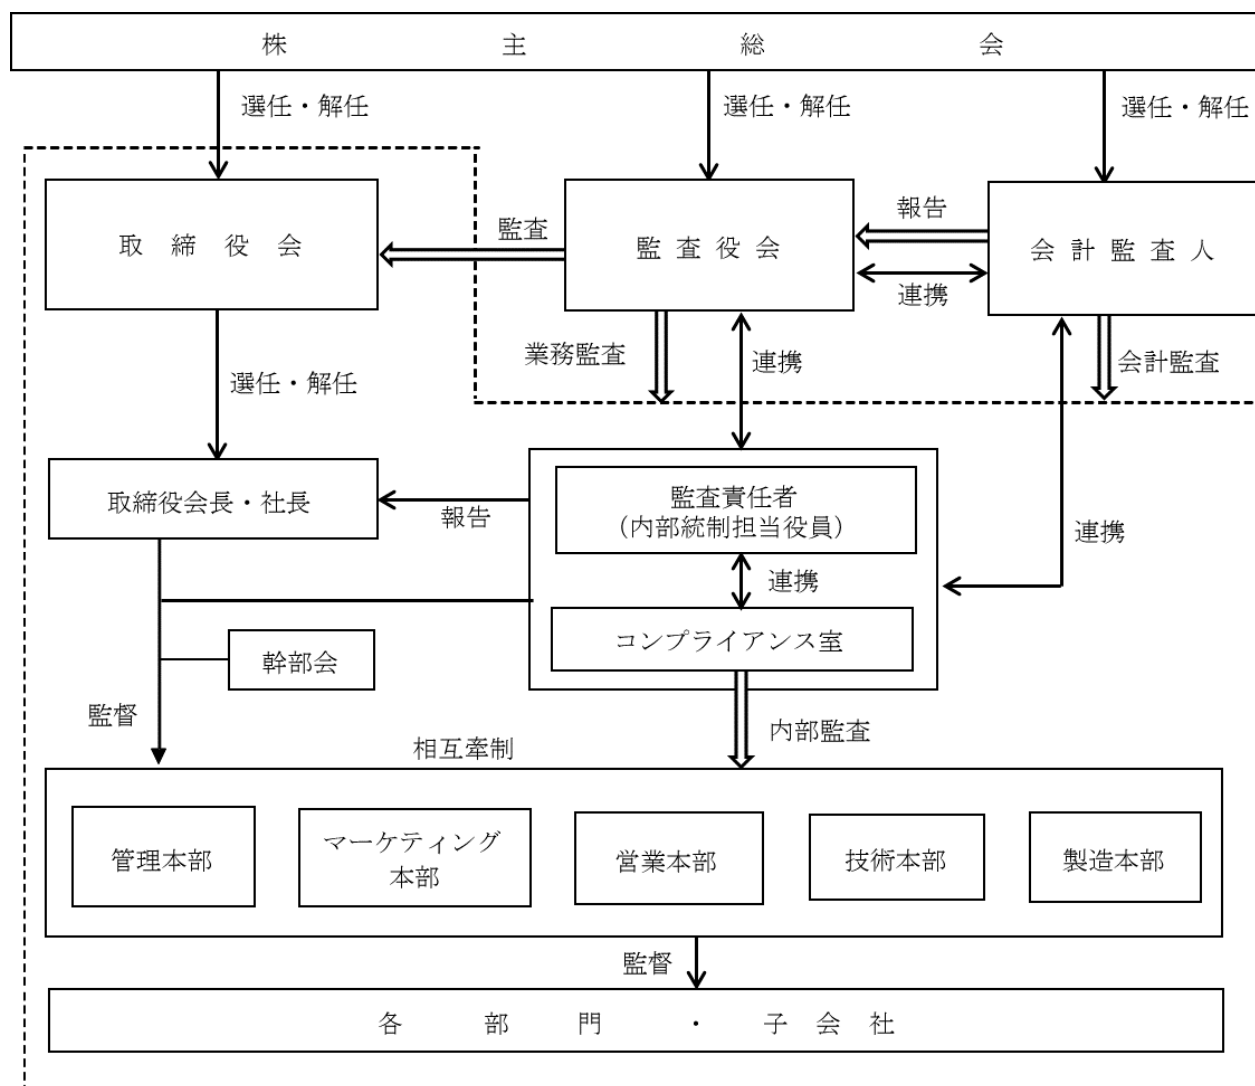 株主総会
選任・解任
選任・解任
選任・解任
取締役会
監査
監査役会
報告
連携
会計監査人
業務監査
連携
会計監査
選任・解任
取締役会長・社長
報告
監査責任者
（内部統制担当役員）
連携
連携
コンプライアンス室
幹部会
監督
内部監査
相互牽制
管理本部
マーケティング
本部
営業本部
技術本部
製造本部
監督
各部門・子会社